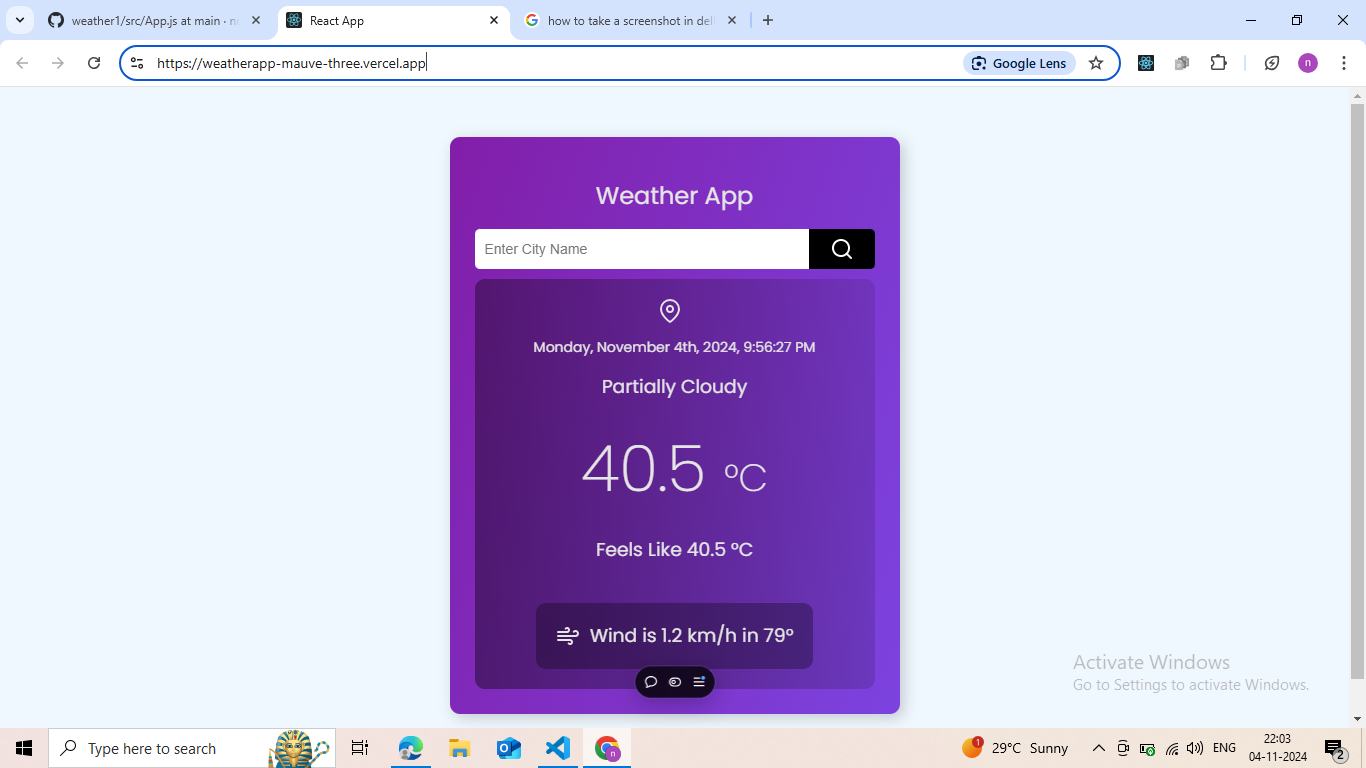 weather1/src/App.js at main · n
React App
how to take a screenshot in del
https://weatherapp-mauve-three.vercel.app
Google Lens
n
Weather App
Enter City Name
Monday, November 4th, 2024, 9:56:27 PM
Partially Cloudy
40.5 °C
Feels Like 40.5 °C
Wind is 1.2 km/h in 79°
Activate Windows
Go to Settings to activate Windows.
Type here to search
n
1
29°C Sunny
ENG
22:03
04-11-2024
2